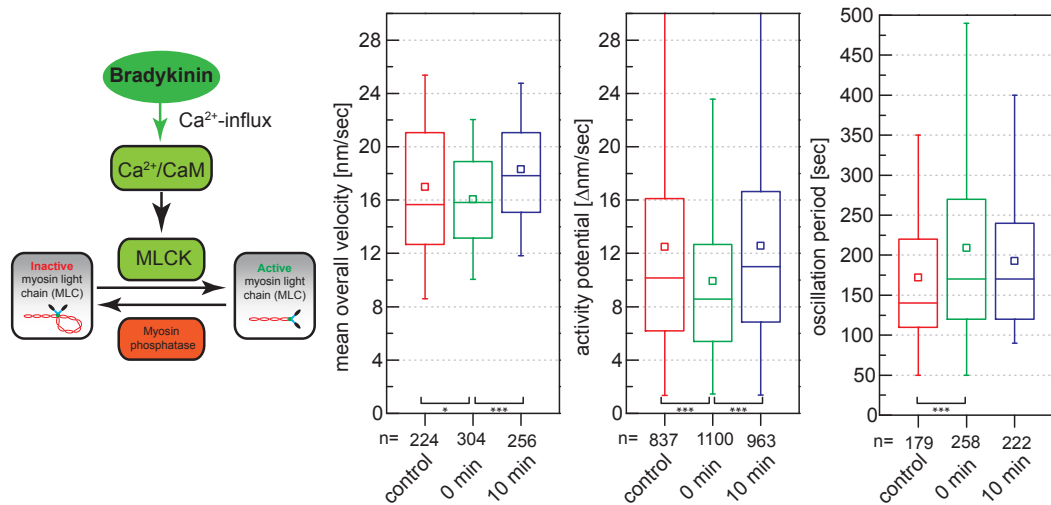 Bradykinin
Ca²⁺-influx
Ca²⁺/CaM
MLCK
Inactive
myosin light
chain (MLC)
Active
myosin light
chain (MLC)
Myosin
phosphatase
mean overall velocity [nm/sec]
28
24
20
16
12
8
4
0
* ***
n= 224 304 256
control 0 min 10 min
activity potential [Δnm/sec]
28
24
20
16
12
8
4
0
*** ***
n= 837 1100 963
control 0 min 10 min
oscillation period [sec]
500
450
400
350
300
250
200
150
100
50
0
***
n= 179 258 222
control 0 min 10 min